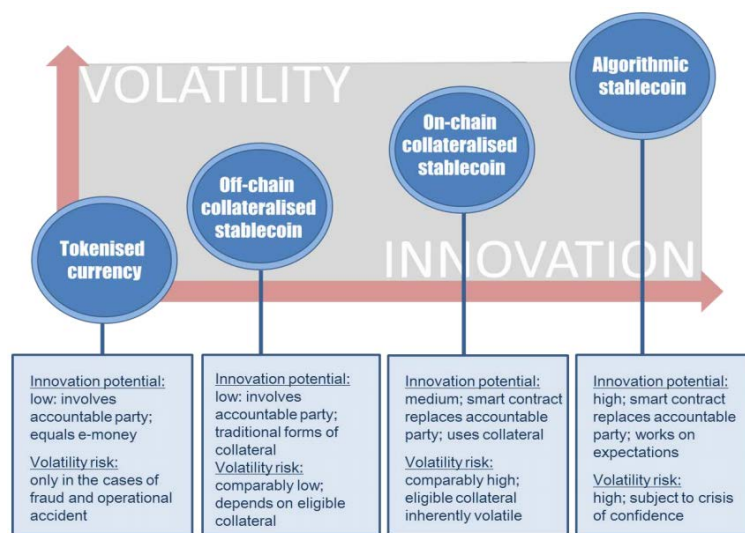 VOLATILITY
Algorithmic
stablecoin
On-chain
collateralised
stablecoin
Off-chain
collateralised
stablecoin
Tokenised
currency
INNOVATION
Innovation potential:
low: involves
accountable party;
equals e-money
Volatility risk:
only in the cases of
fraud and operational
accident
Innovation potential:
low: involves
accountable party;
traditional forms of
collateral
Volatility risk:
comparably low;
depends on eligible
collateral
Innovation potential:
medium; smart contract
replaces accountable
party; uses collateral
Volatility risk:
comparably high;
eligible collateral
inherently volatile
Innovation potential:
high; smart contract
replaces accountable
party; works on
expectations
Volatility risk:
high; subject to crisis
of confidence